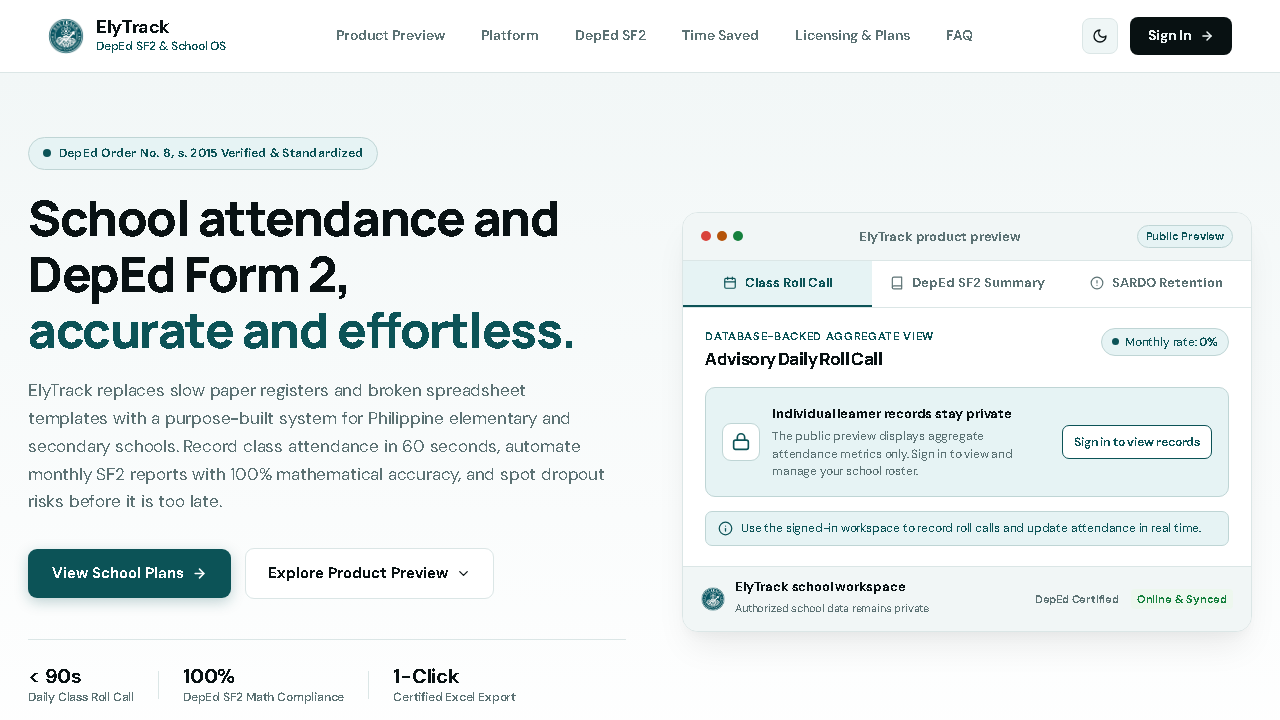 ElyTrack
DepEd SF2 & School OS
Product Preview
Platform
DepEd SF2
Time Saved
Licensing & Plans
FAQ
Sign In
DepEd Order No. 8, s. 2015 Verified & Standardized
School attendance and
DepEd Form 2,
accurate and effortless.
ElyTrack replaces slow paper registers and broken spreadsheet
templates with a purpose-built system for Philippine elementary and
secondary schools. Record class attendance in 60 seconds, automate
monthly SF2 reports with 100% mathematical accuracy, and spot dropout
risks before it is too late.
View School Plans
Explore Product Preview
< 90s
Daily Class Roll Call
100%
DepEd SF2 Math Compliance
1-Click
Certified Excel Export
ElyTrack product preview
Public Preview
Class Roll Call
DepEd SF2 Summary
SARDO Retention
DATABASE-BACKED AGGREGATE VIEW
Advisory Daily Roll Call
Monthly rate: 0%
Individual learner records stay private
The public preview displays aggregate
attendance metrics only. Sign in to view and
manage your school roster.
Sign in to view records
Use the signed-in workspace to record roll calls and update attendance in real time.
ElyTrack school workspace
Authorized school data remains private
DepEd Certified
Online & Synced